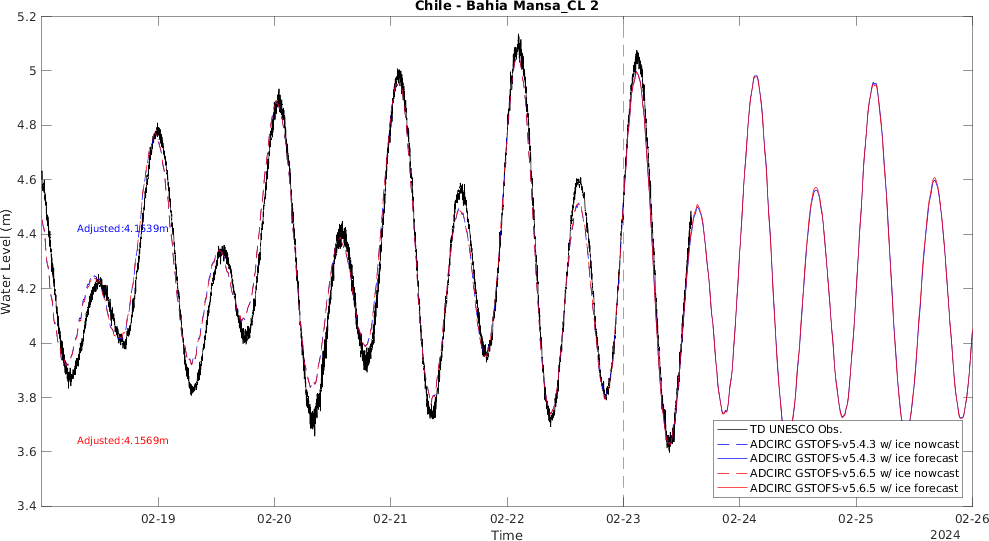 Chile - Bahia Mansa_CL 2
5.2
5
4.8
4.6
4.4
4.2
4
3.8
3.6
3.4
Water Level (m)
Adjusted:4.1639m
Adjusted:4.1569m
TD UNESCO Obs.
ADCIRC GSTOFS-v5.4.3 w/ ice nowcast
ADCIRC GSTOFS-v5.4.3 w/ ice forecast
ADCIRC GSTOFS-v5.6.5 w/ ice nowcast
ADCIRC GSTOFS-v5.6.5 w/ ice forecast
02-19 02-20 02-21 02-22 02-23 02-24 02-25 02-26
Time
2024